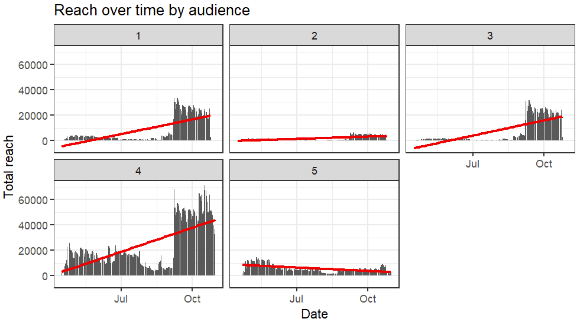 Reach over time by audience
1 2 3
60000
40000
20000
0
Jul Oct
4 5
60000
40000
20000
0
Jul Oct Jul Oct
Total reach
Date